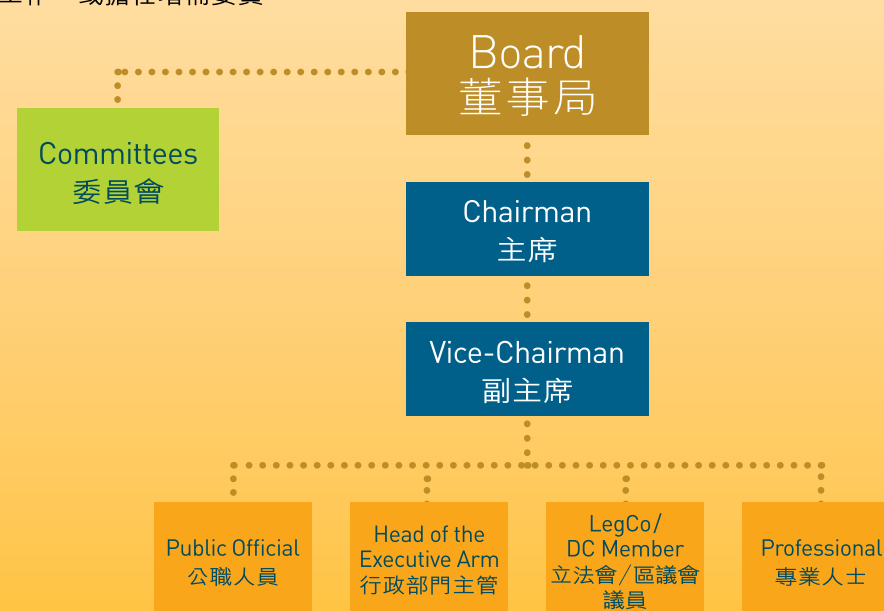 Board
董事局
Committees
委員會
Chairman
主席
Vice-Chairman
副主席
Public Official
公職人員
Head of the
Executive Arm
行政部門主管
LegCo/
DC Member
立法會/區議會
議員
Professional
專業人士